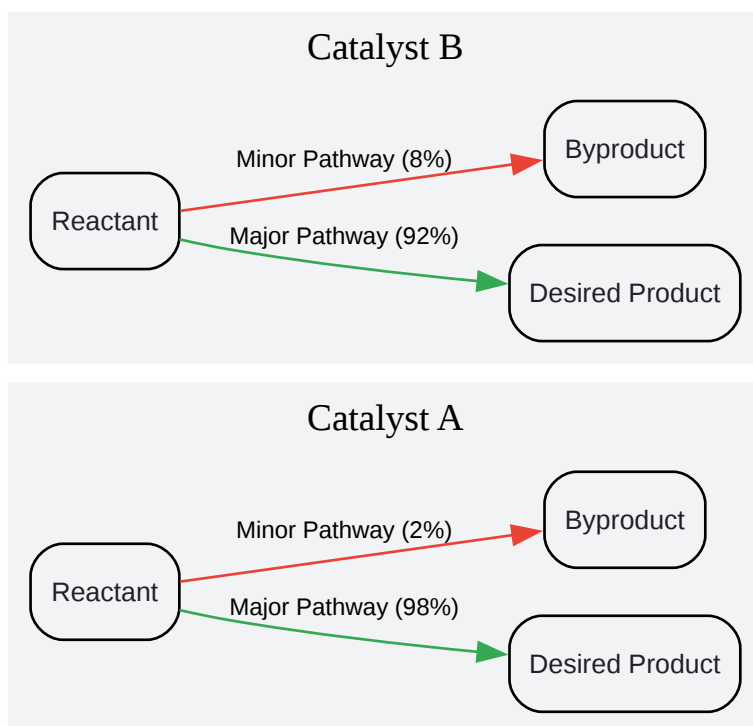 Catalyst B
Minor Pathway (8%)
Byproduct
Reactant
Major Pathway (92%)
Desired Product
Catalyst A
Minor Pathway (2%)
Byproduct
Reactant
Major Pathway (98%)
Desired Product